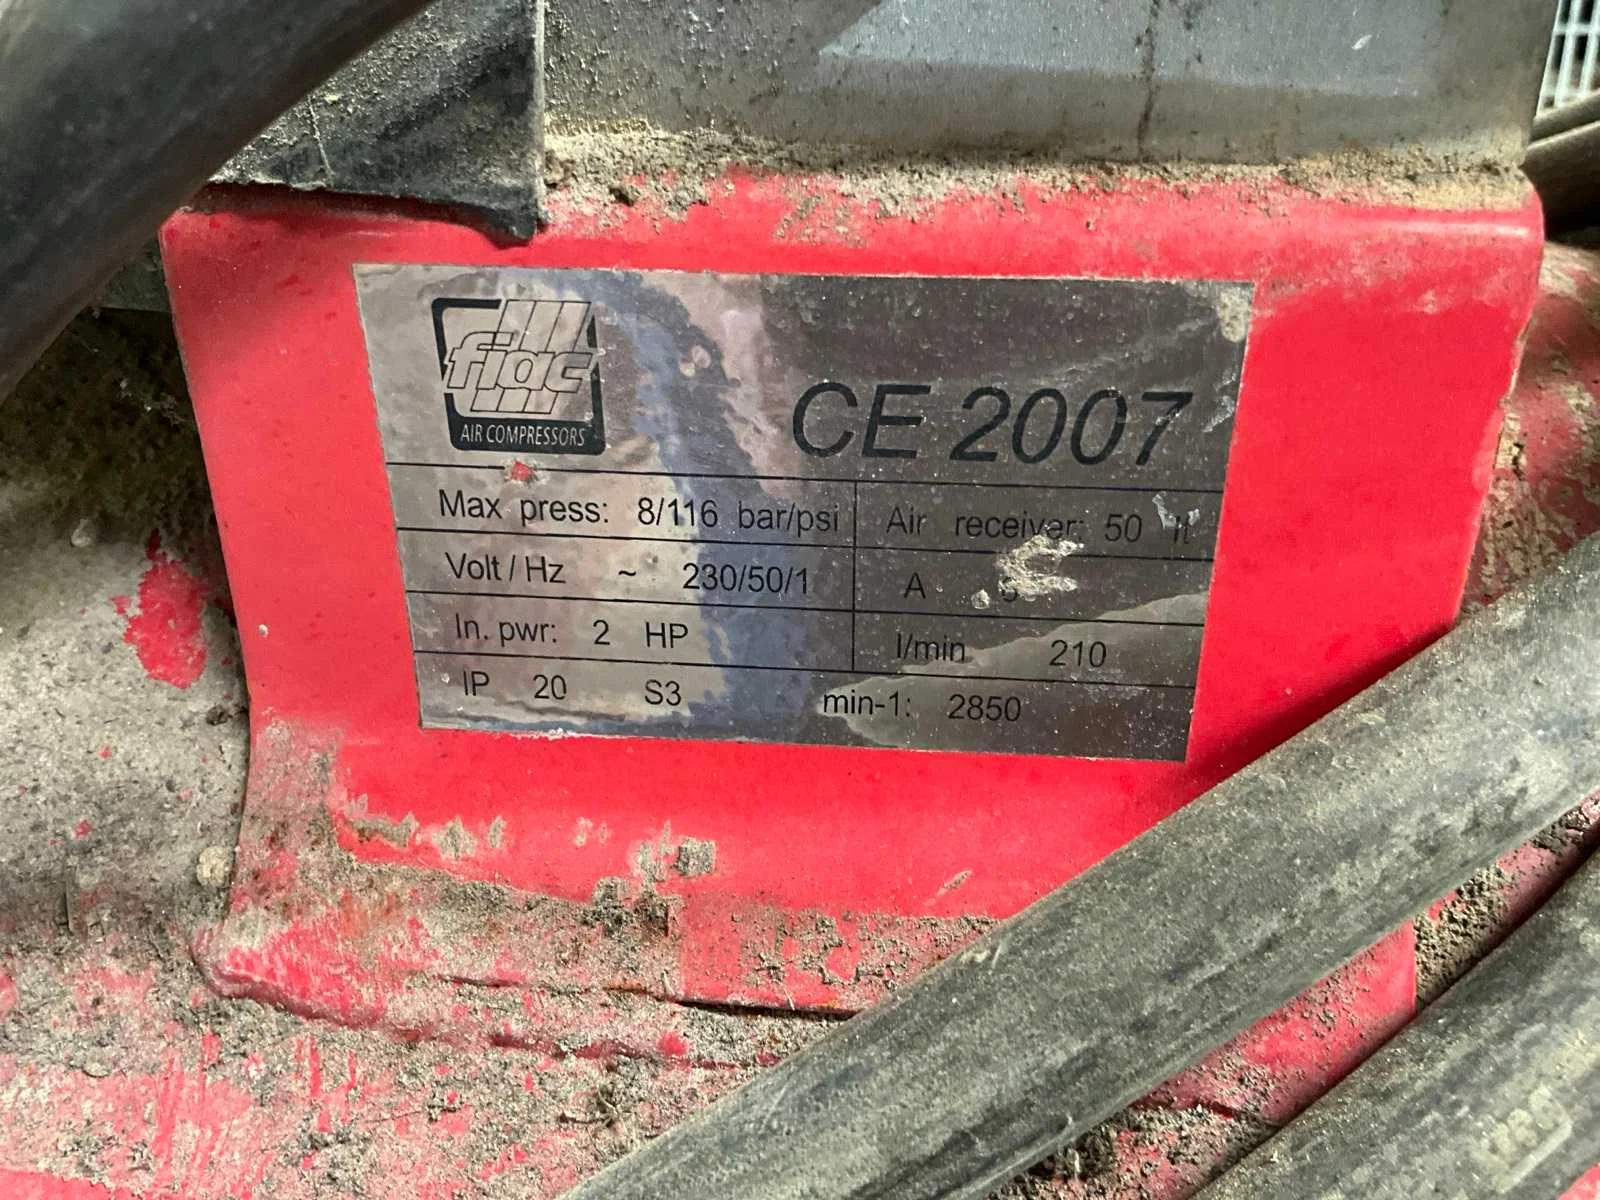 fiac
AIR COMPRESSORS
CE 2007
Max press: 8/116 bar/psi Air receiver: 50 lt
Volt / Hz ~ 230/50/1 A
In. pwr: 2 HP l/min 210
IP 20 S3 min-1: 2850